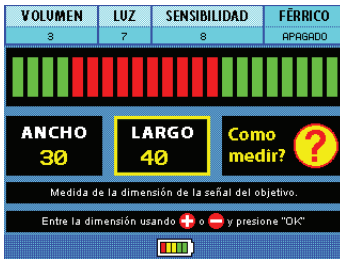 VOLUMEN LUZ SENSIBILIDAD FÉRRICO
3 7 8 APAGADO
ANCHO LARGO Como
30 40 medir? ?
Medida de la dimensión de la señal del objetivo.
Entre la dimensión usando + o - y presione "OK"